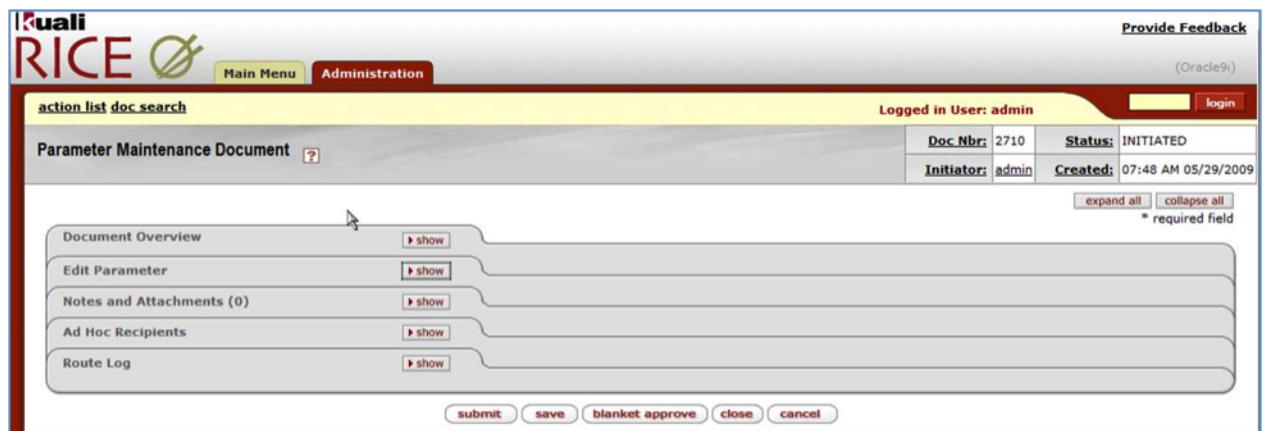 Kuali
RICE
Main Menu Administration
Provide Feedback
(Oracle9i)
action list doc search
Logged in User: admin
login
Parameter Maintenance Document ?
Doc Nbr: 2710 Status: INITIATED
Initiator: admin Created: 07:48 AM 05/29/2009
expand all collapse all
* required field
Document Overview show
Edit Parameter show
Notes and Attachments (0) show
Ad Hoc Recipients show
Route Log show
submit save blanket approve close cancel